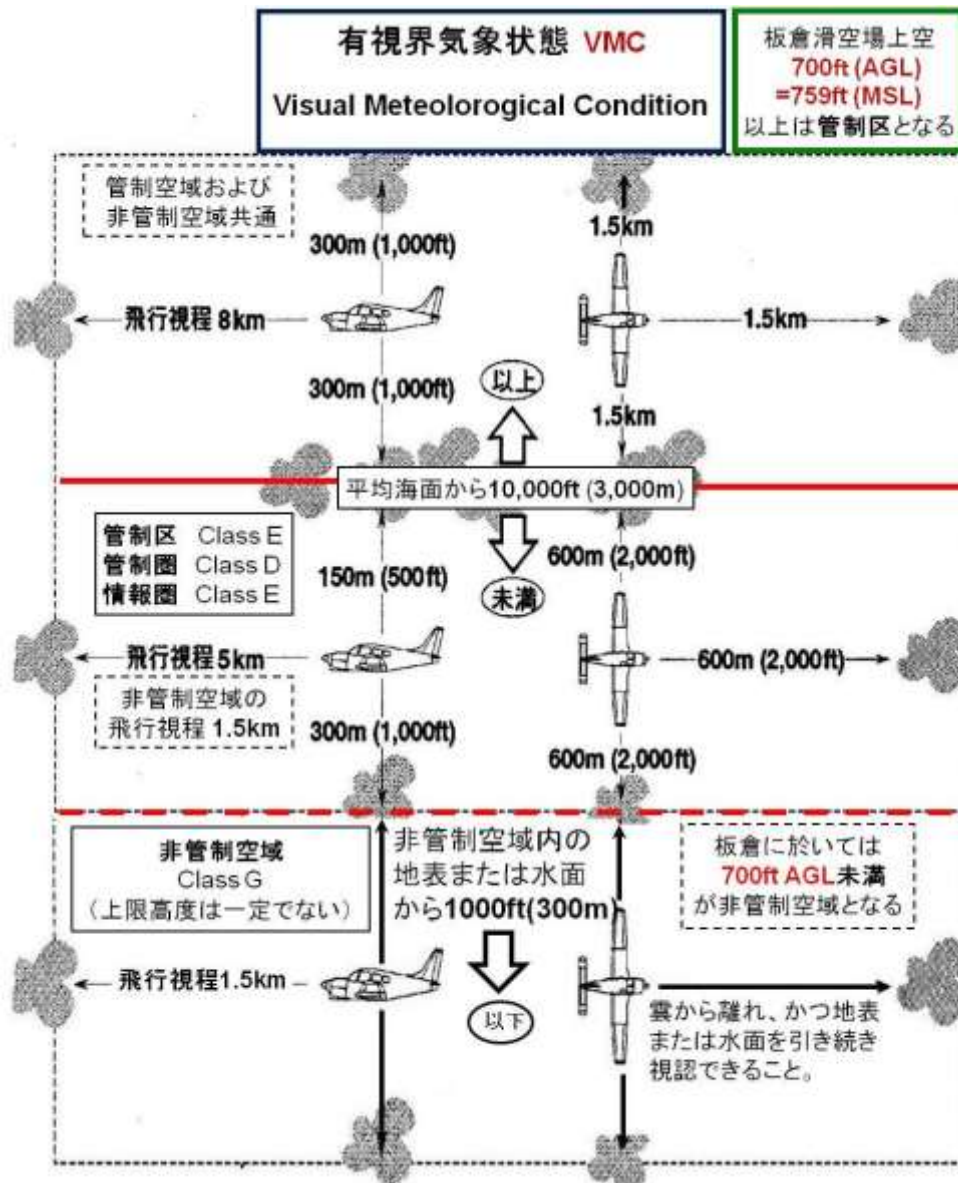 有視界気象状態 VMC
Visual Meteolorogical Condition
板倉滑空場上空
700ft (AGL)
=759ft (MSL)
以上は管制区となる
管制空域および
非管制空域共通
300m (1,000ft)
1.5km
飛行視程 8km
1.5km
300m (1,000ft)
以上
1.5km
平均海面から10,000ft (3,000m)
管制区 Class E
管制圏 Class D
情報圏 Class E
150m (500ft)
未満
600m (2,000ft)
飛行視程 5km
600m (2,000ft)
非管制空域の
飛行視程 1.5km
300m (1,000ft)
600m (2,000ft)
非管制空域
Class G
（上限高度は一定でない）
非管制空域内の
地表または水面
から1000ft(300m)
板倉に於いては
700ft AGL未満
が非管制空域となる
飛行視程1.5km
以下
雲から離れ、かつ地表
または水面を引き続き
視認できること。